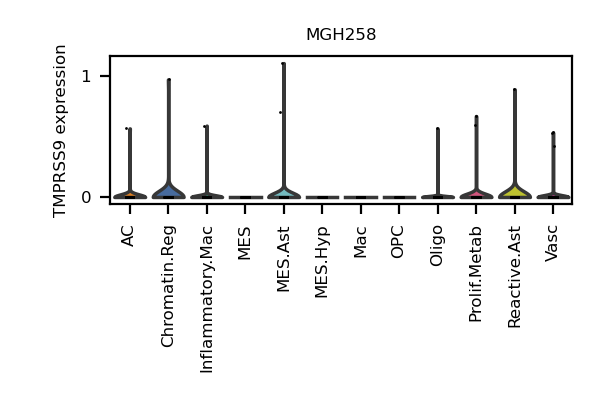 MGH258
TMPRSS9 expression
1
0
AC
Chromatin.Reg
Inflammatory.Mac
MES
MES.Ast
MES.Hyp
Mac
OPC
Oligo
Prolif.Metab
Reactive.Ast
Vasc